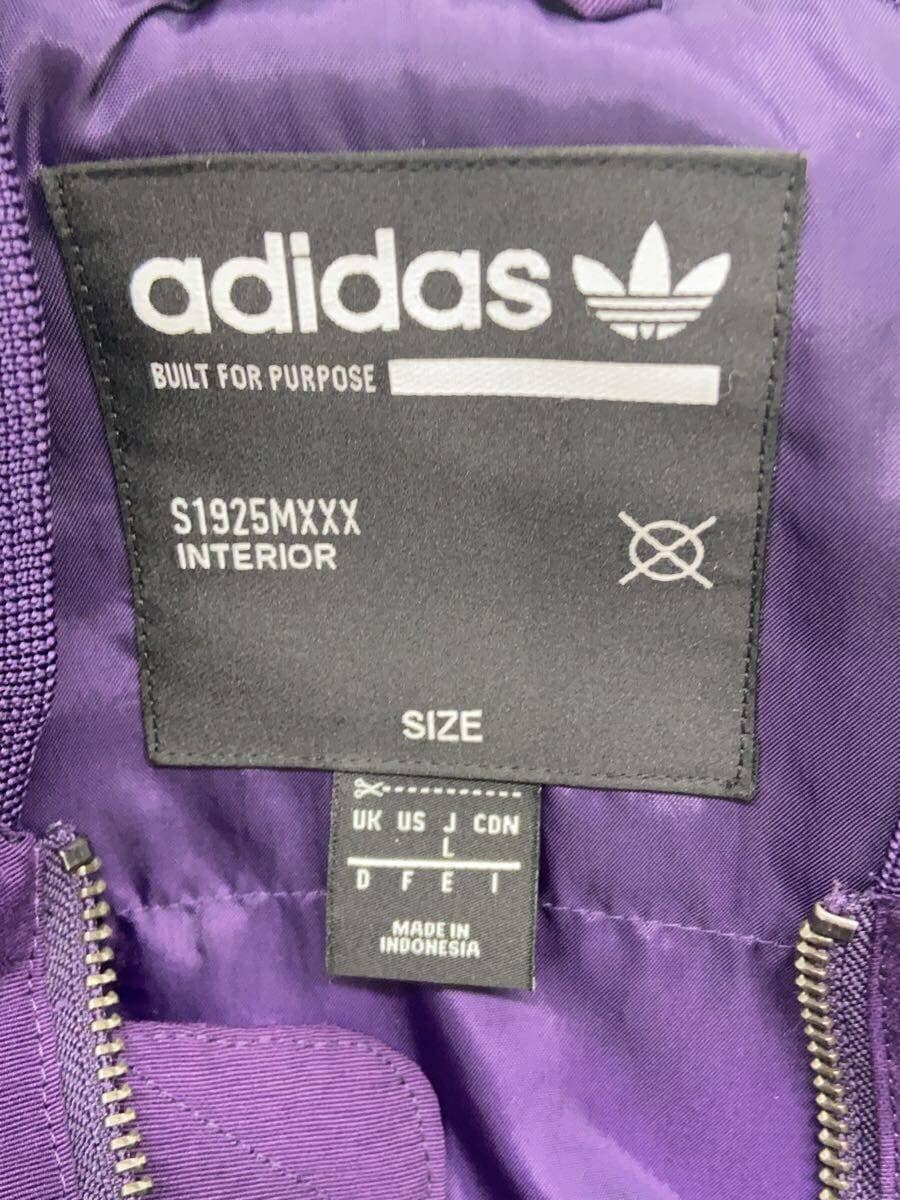 adidas
BUILT FOR PURPOSE
S1925MXXX
INTERIOR
SIZE
UK US J CDN
L
D F E I
MADE IN
INDONESIA